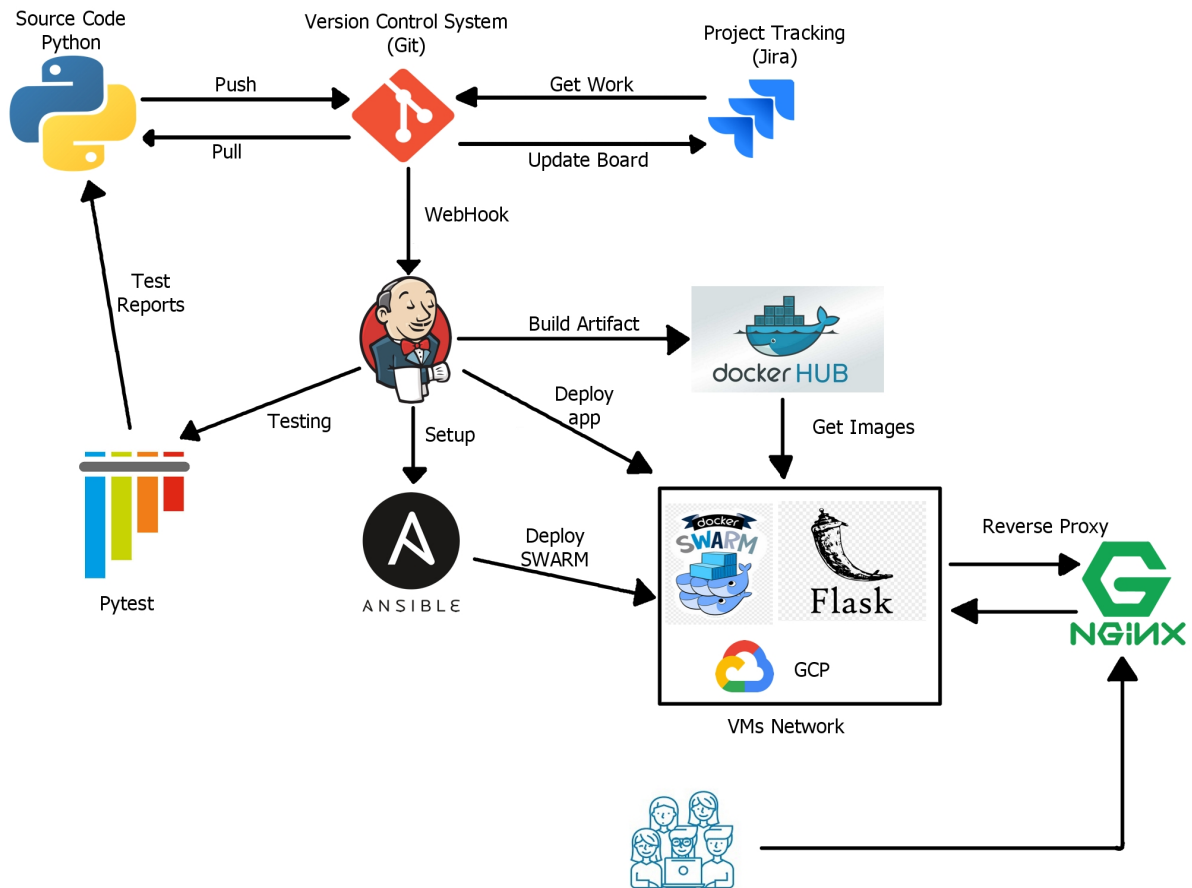 Source Code
Python
Version Control System
(Git)
Project Tracking
(Jira)
Push
Get Work
Pull
Update Board
WebHook
Test
Reports
Build Artifact
docker HUB
Deploy
app
Testing
Setup
Get Images
docker
SWARM
Flask
Reverse Proxy
Deploy
SWARM
Pytest
ANSIBLE
G
NGiNX
GCP
VMs Network